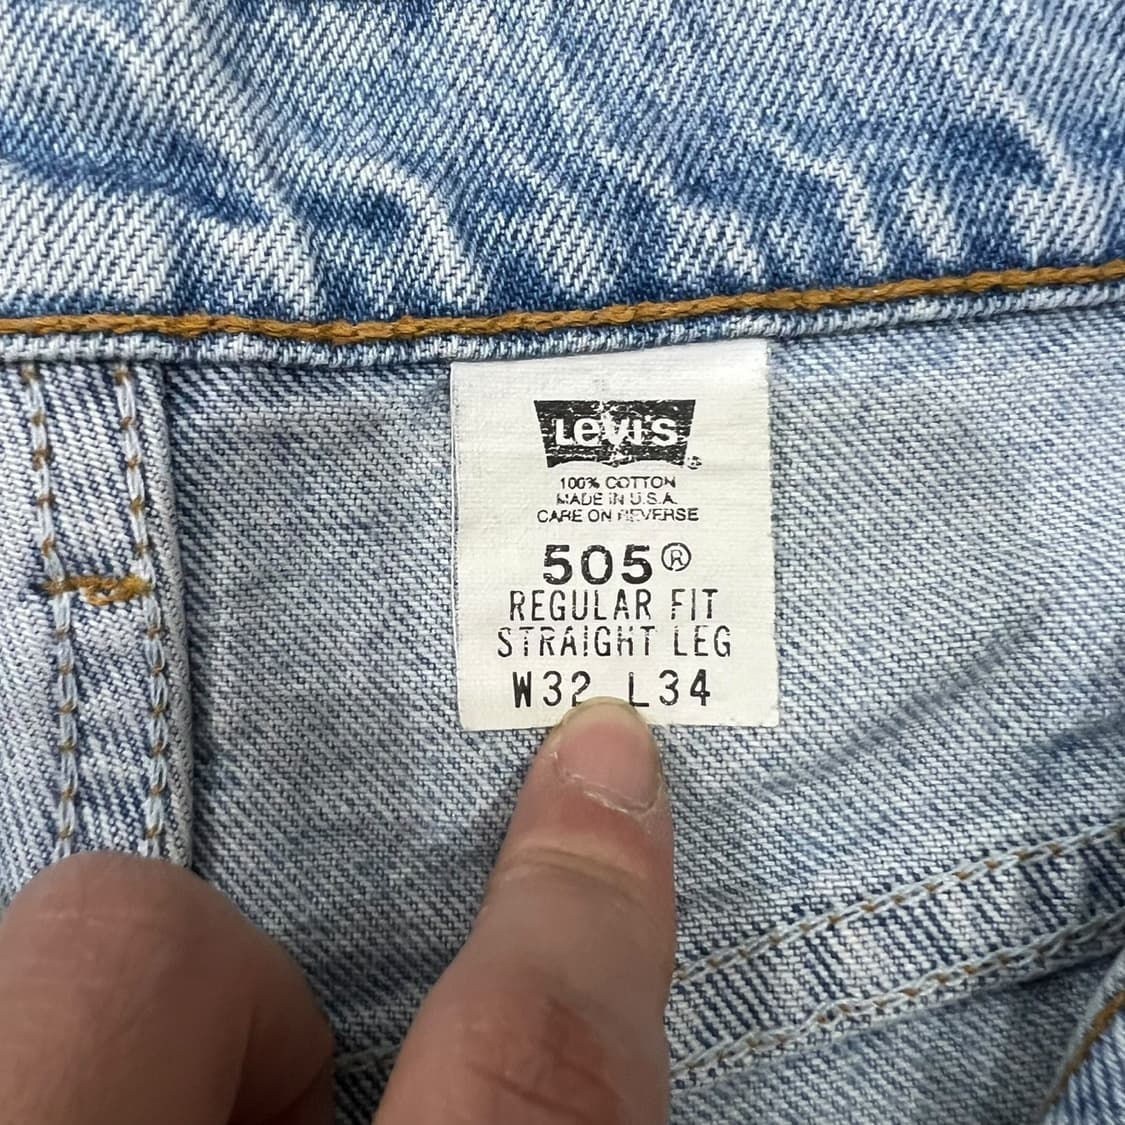 LEVI'S ®
100% COTTON
MADE IN U.S.A.
CARE ON REVERSE
505®
REGULAR FIT
STRAIGHT LEG
W32 L34